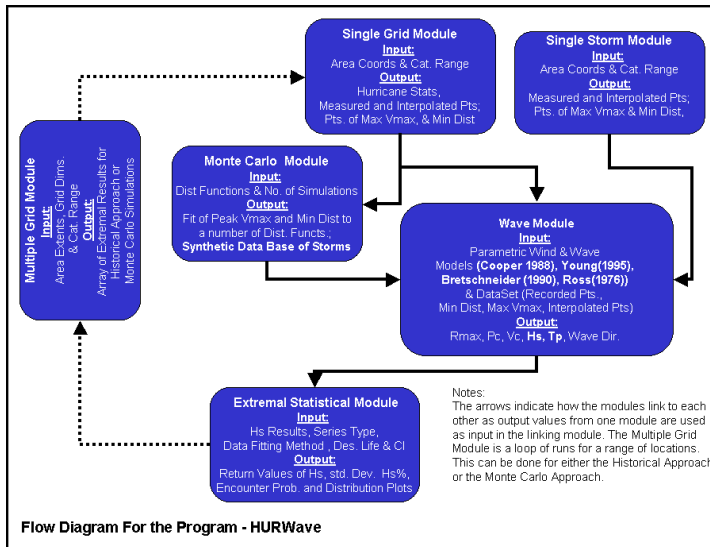 Single Grid Module
Input:
Area Coords & Cat. Range
Output:
Hurricane Stats,
Measured and Interpolated Pts;
Pts. of Max Vmax, & Min Dist
Single Storm Module
Input:
Area Coords & Cat. Range
Output:
Measured and Interpolated Pts;
Pts. of Max Vmax & Min Dist,
Multiple Grid Module
Input:
Area Extents, Grid Dims.
& Cat. Range
Output:
Array of Extremal Results for
Historical Approach or
Monte Carlo Simulations
Monte Carlo Module
Input:
Dist Functions & No. of Simulations
Output:
Fit of Peak Vmax and Min Dist to
a number of Dist. Functs.;
Synthetic Data Base of Storms
Wave Module
Input:
Parametric Wind & Wave
Models (Cooper 1988), Young(1995),
Bretschneider (1990), Ross(1976))
& DataSet (Recorded Pts.,
Min Dist, Max Vmax, Interpolated Pts)
Output:
Rmax, Pc, Vc, Hs, Tp, Wave Dir.
Extremal Statistical Module
Input:
Hs Results, Series Type,
Data Fitting Method , Des. Life & CI
Output:
Return Values of Hs, std. Dev. Hs%,
Encounter Prob. and Distribution Plots
Notes:
The arrows indicate how the modules link to each
other as output values from one module are used
as input in the linking module. The Multiple Grid
Module is a loop of runs for a range of locations.
This can be done for either the Historical Approach
or the Monte Carlo Approach.
Flow Diagram For the Program - HURWave